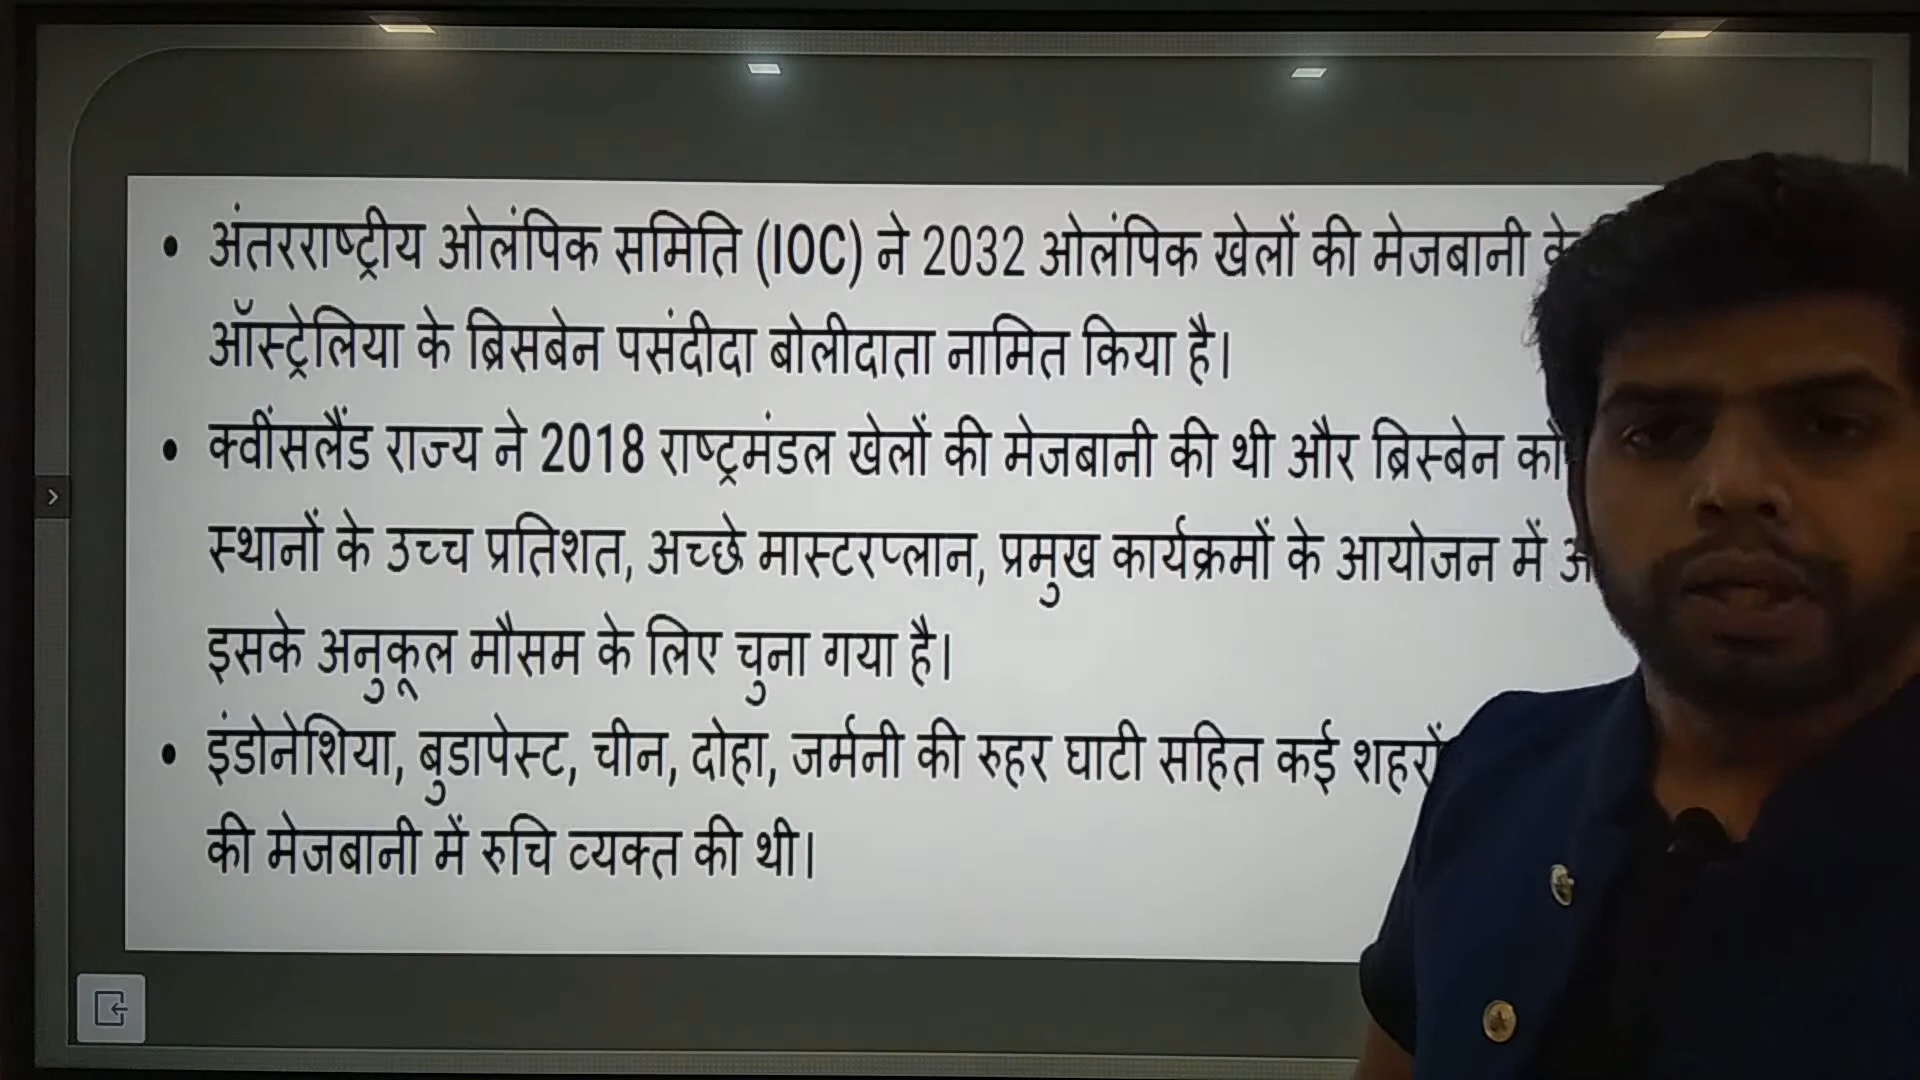 • अंतरराष्ट्रीय ओलंपिक समिति (IOC) ने 2032 ओलंपिक खेलों की मेजबानी के
ऑस्ट्रेलिया के ब्रिसबेन पसंदीदा बोलीदाता नामित किया है।
• क्वींसलैंड राज्य ने 2018 राष्ट्रमंडल खेलों की मेजबानी की थी और ब्रिस्बेन को
स्थानों के उच्च प्रतिशत, अच्छे मास्टरप्लान, प्रमुख कार्यक्रमों के आयोजन में
इसके अनुकूल मौसम के लिए चुना गया है।
• इंडोनेशिया, बुडापेस्ट, चीन, दोहा, जर्मनी की रुहर घाटी सहित कई शहरों
की मेजबानी में रुचि व्यक्त की थी।